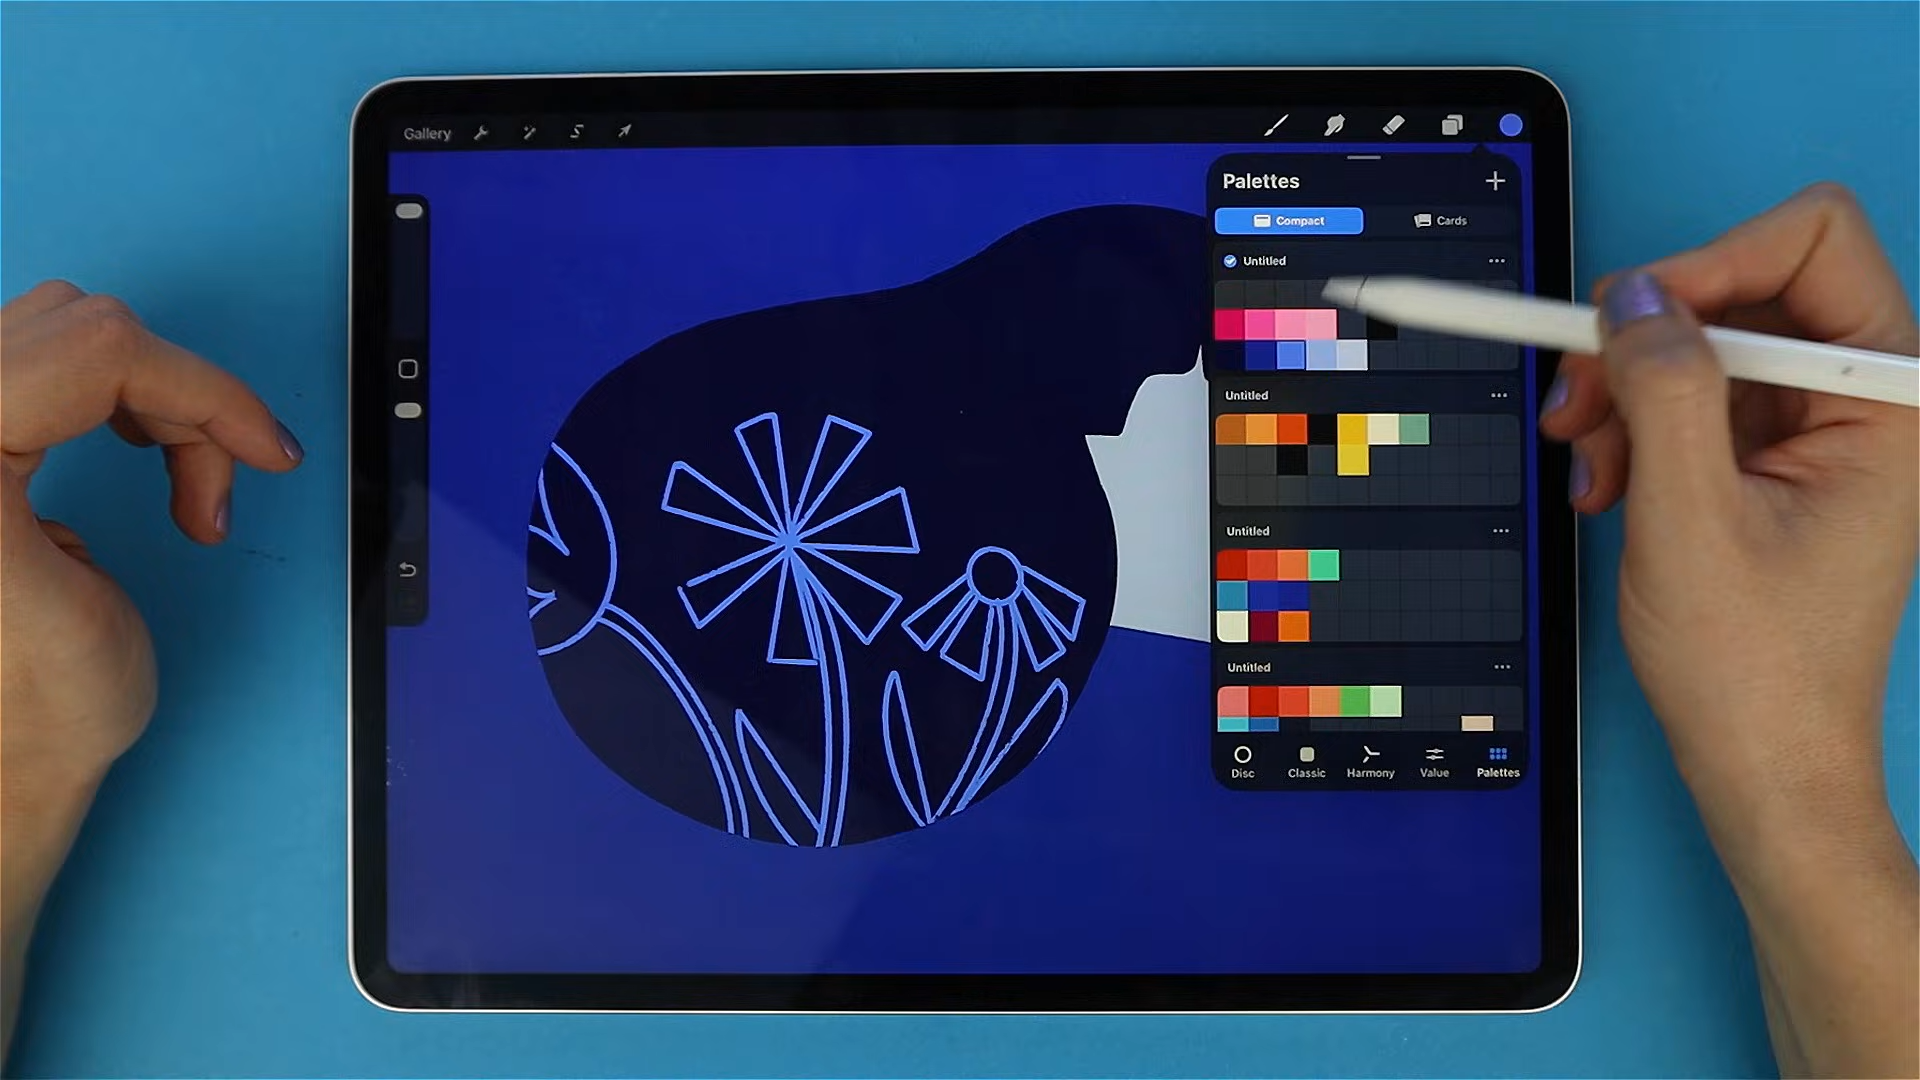 Gallery
Palettes
Compact
Cards
Untitled
Untitled
Untitled
Untitled
Disc
Classic
Harmony
Value
Palettes